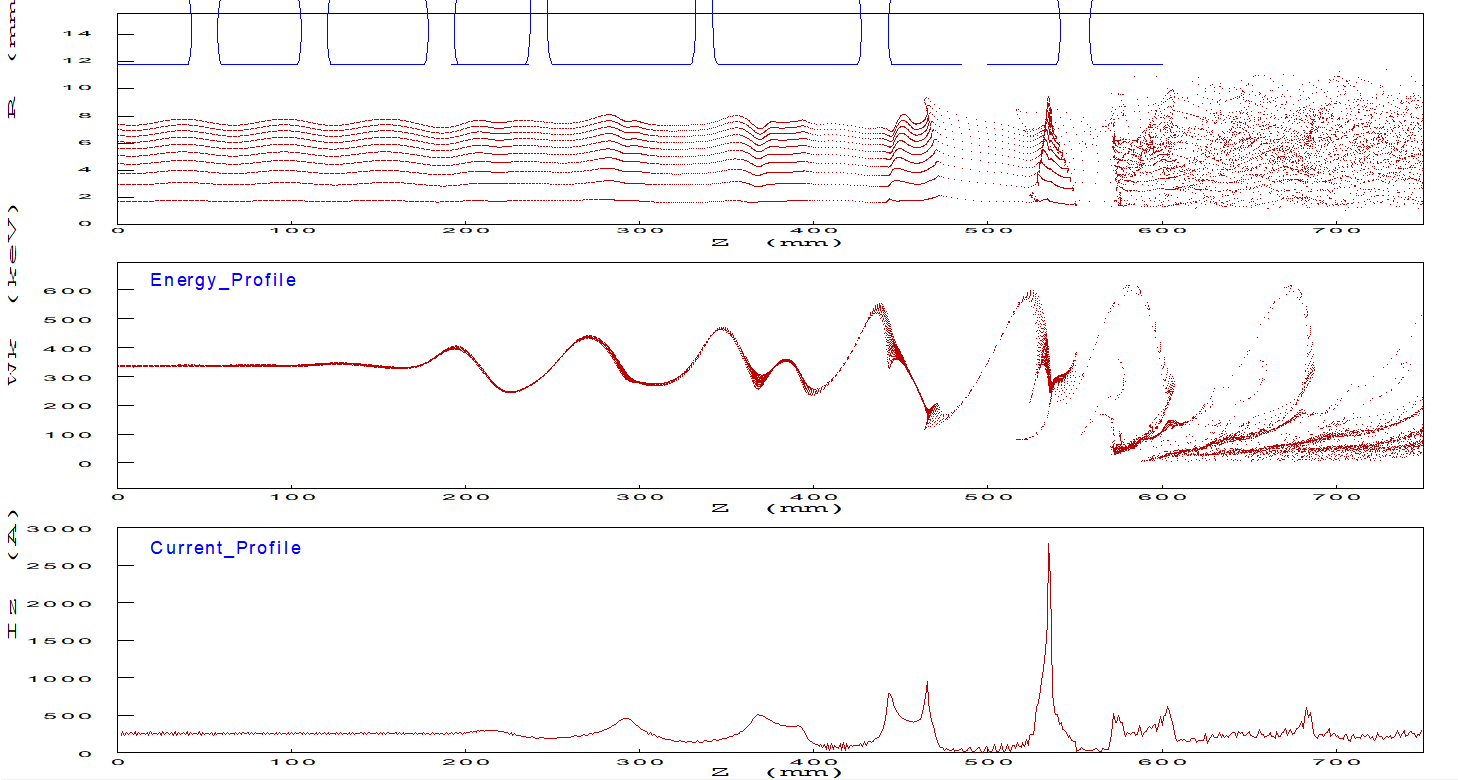 R (mm
14
12
10
8
6
4
2
0
0 100 200 300 400 500 600 700
Z (mm)
Wk (keV)
Energy_Profile
600
500
400
300
200
100
0
0 100 200 300 400 500 600 700
Z (mm)
Iz (A)
Current_Profile
3000
2500
2000
1500
1000
500
0
0 100 200 300 400 500 600 700
Z (mm)